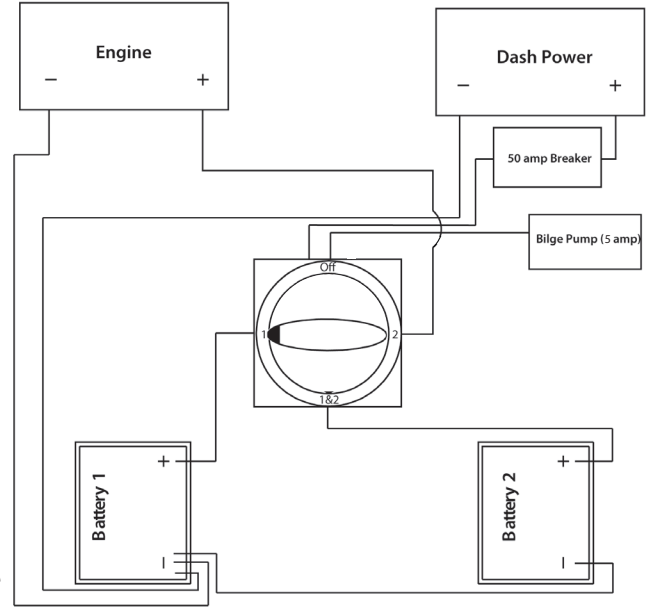 Engine
− +
Dash Power
− +
50 amp Breaker
Bilge Pump (5 amp)
Off
1
2
1&2
+
Battery 1
−
+
Battery 2
−